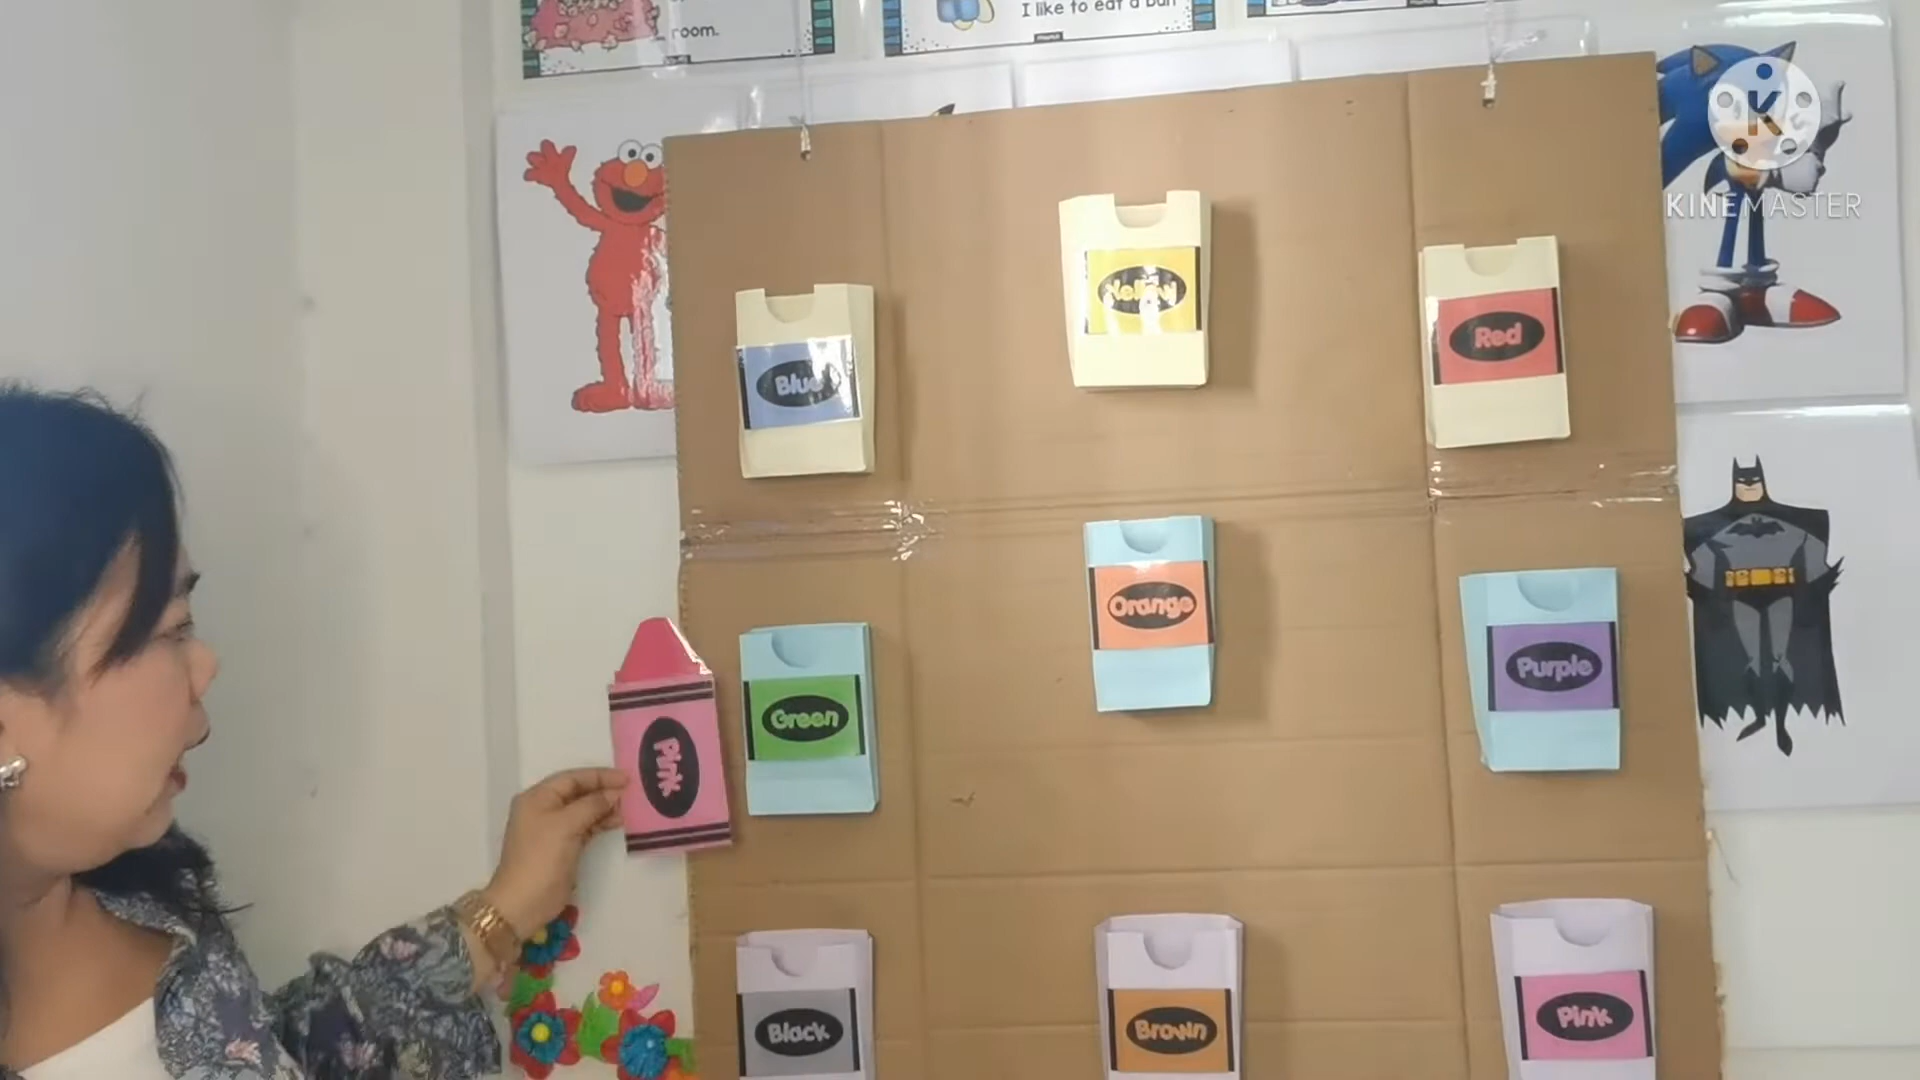 room.
I like to eat a bun
K
KINEMASTER
Yellow
Red
Blue
Orange
Purple
Green
Pink
Black
Brown
Pink